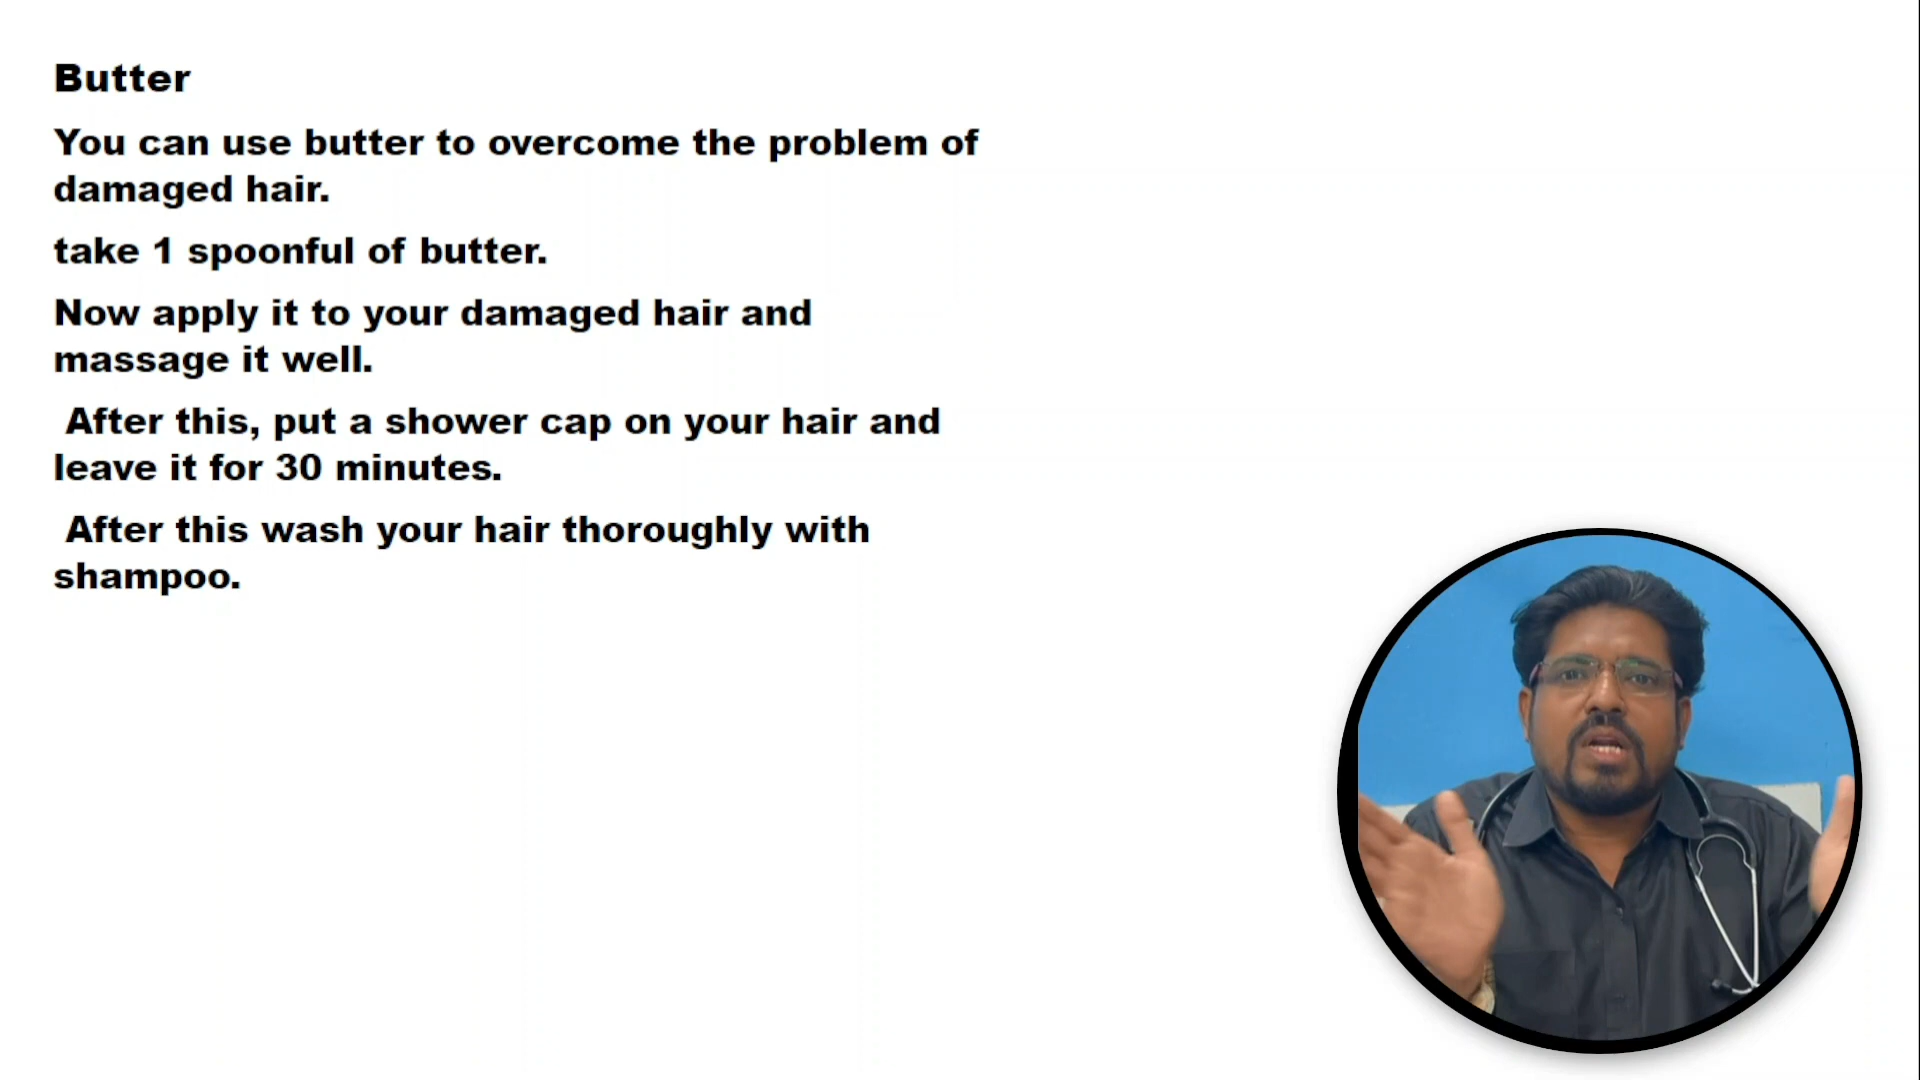 Butter
You can use butter to overcome the problem of
damaged hair.
take 1 spoonful of butter.
Now apply it to your damaged hair and
massage it well.
After this, put a shower cap on your hair and
leave it for 30 minutes.
After this wash your hair thoroughly with
shampoo.